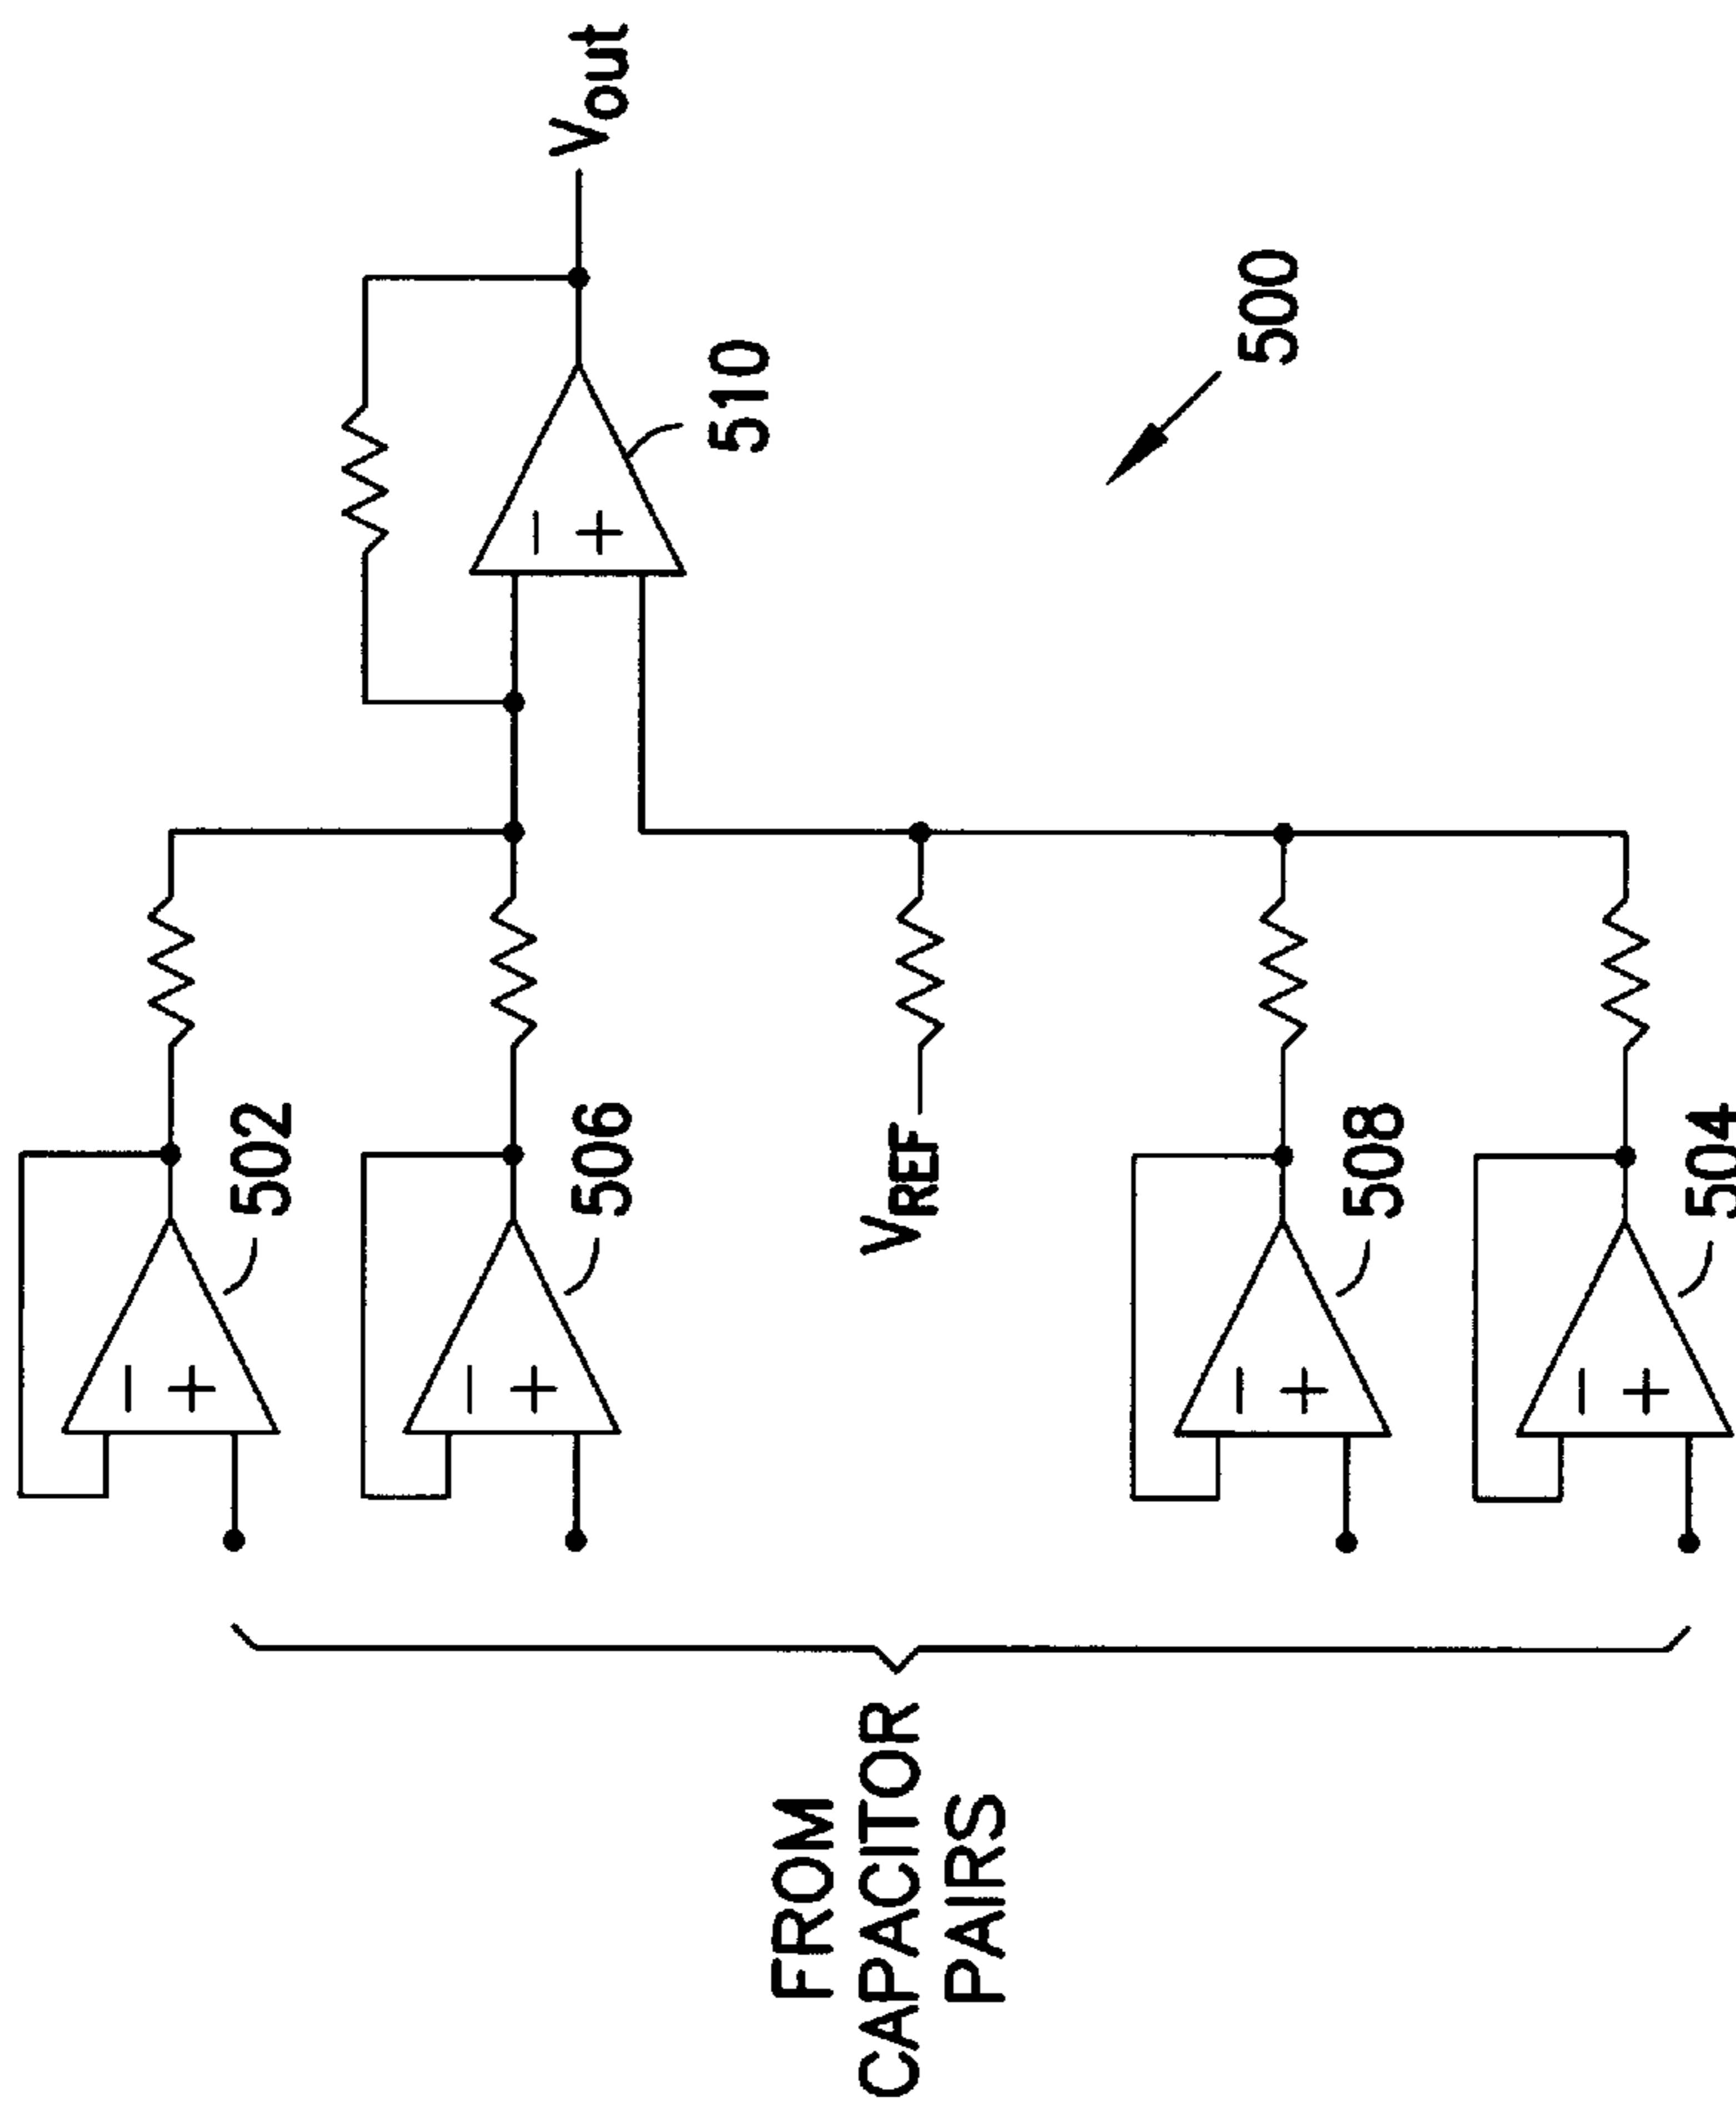 FROM
CAPACITOR
PAIRS
502
506
VREF
508
504
510
Vout
500